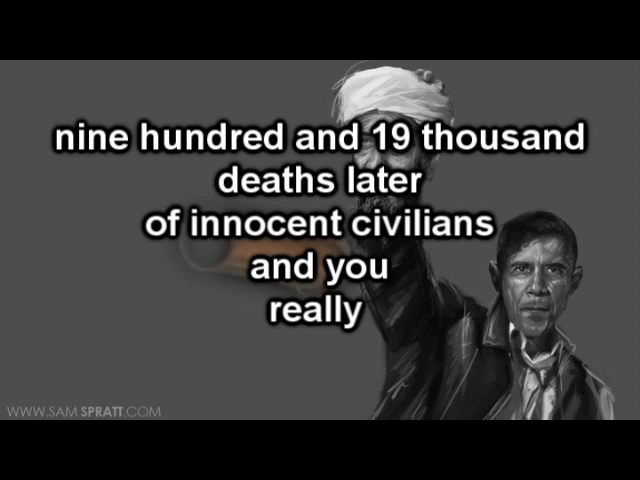 nine hundred and 19 thousand
deaths later
of innocent civilians
and you
really
WWW.SAMSPRATT.COM